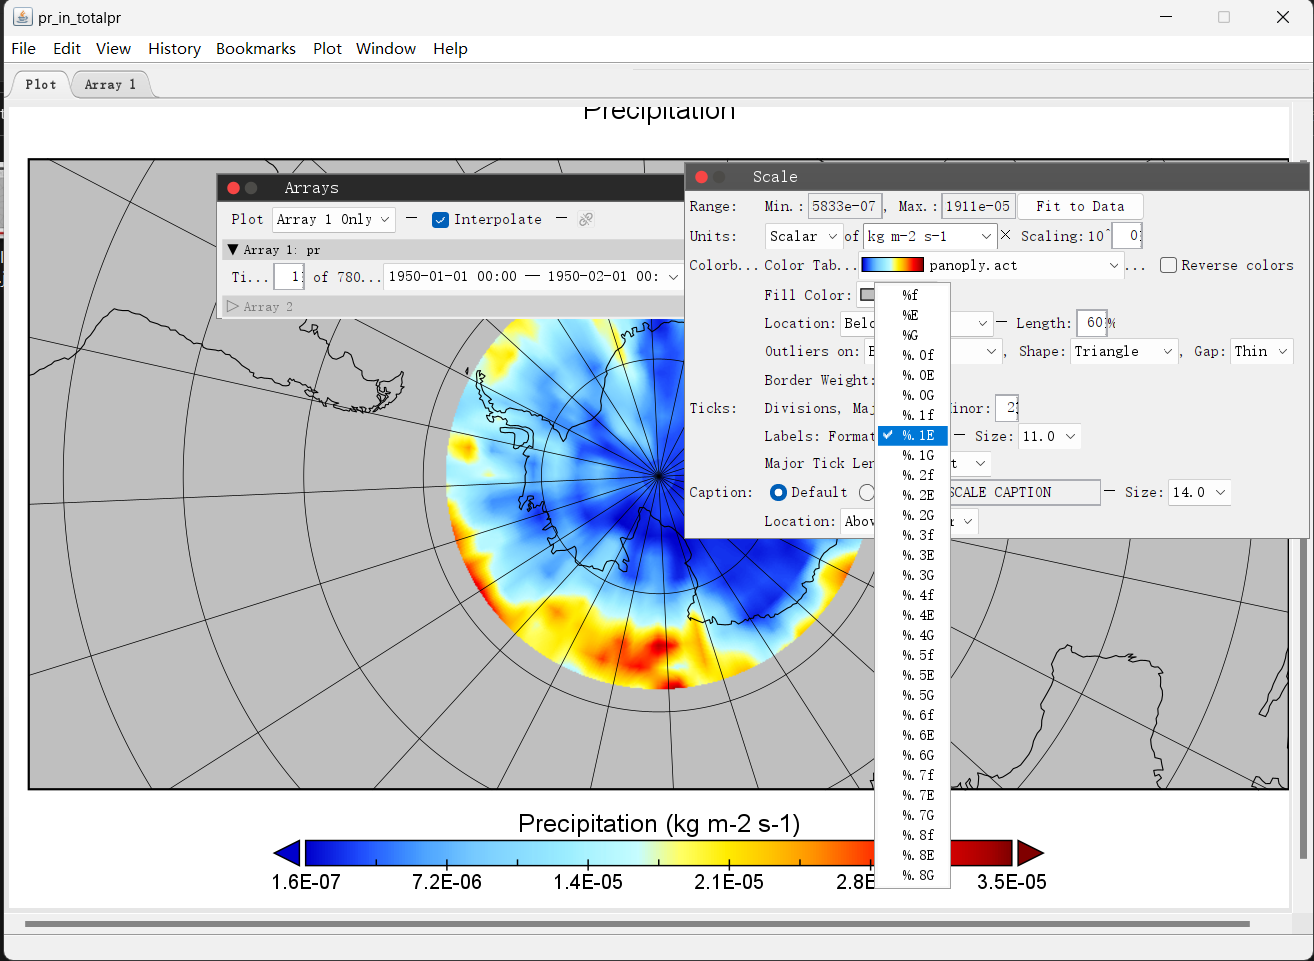 pr_in_totalpr
File Edit View History Bookmarks Plot Window Help
Plot Array 1
Precipitation
Arrays
Plot Array 1 Only — Interpolate —
Array 1: pr
Ti... 1 of 780... 1950-01-01 00:00 — 1950-02-01 00:
Array 2
Scale
Range: Min.: 5833e-07 , Max.: 1911e-05 Fit to Data
Units: Scalar of kg m-2 s-1 × Scaling: 10^ 0
Colorb... Color Tab... panoply.act ... Reverse colors
Fill Color:
Location: Belo — Length: 60 %
Outliers on: , Shape: Triangle , Gap: Thin
Border Weight:
Ticks: Divisions, Maj inor: 2
Labels: Format — Size: 11.0
Major Tick Len t
Caption: Default SCALE CAPTION — Size: 14.0
Location: Abov r
%f
%E
%G
%.0f
%.0E
%.0G
%.1f
%.1E
%.1G
%.2f
%.2E
%.2G
%.3f
%.3E
%.3G
%.4f
%.4E
%.4G
%.5f
%.5E
%.5G
%.6f
%.6E
%.6G
%.7f
%.7E
%.7G
%.8f
%.8E
%.8G
Precipitation (kg m-2 s-1)
1.6E-07 7.2E-06 1.4E-05 2.1E-05 2.8E 3.5E-05